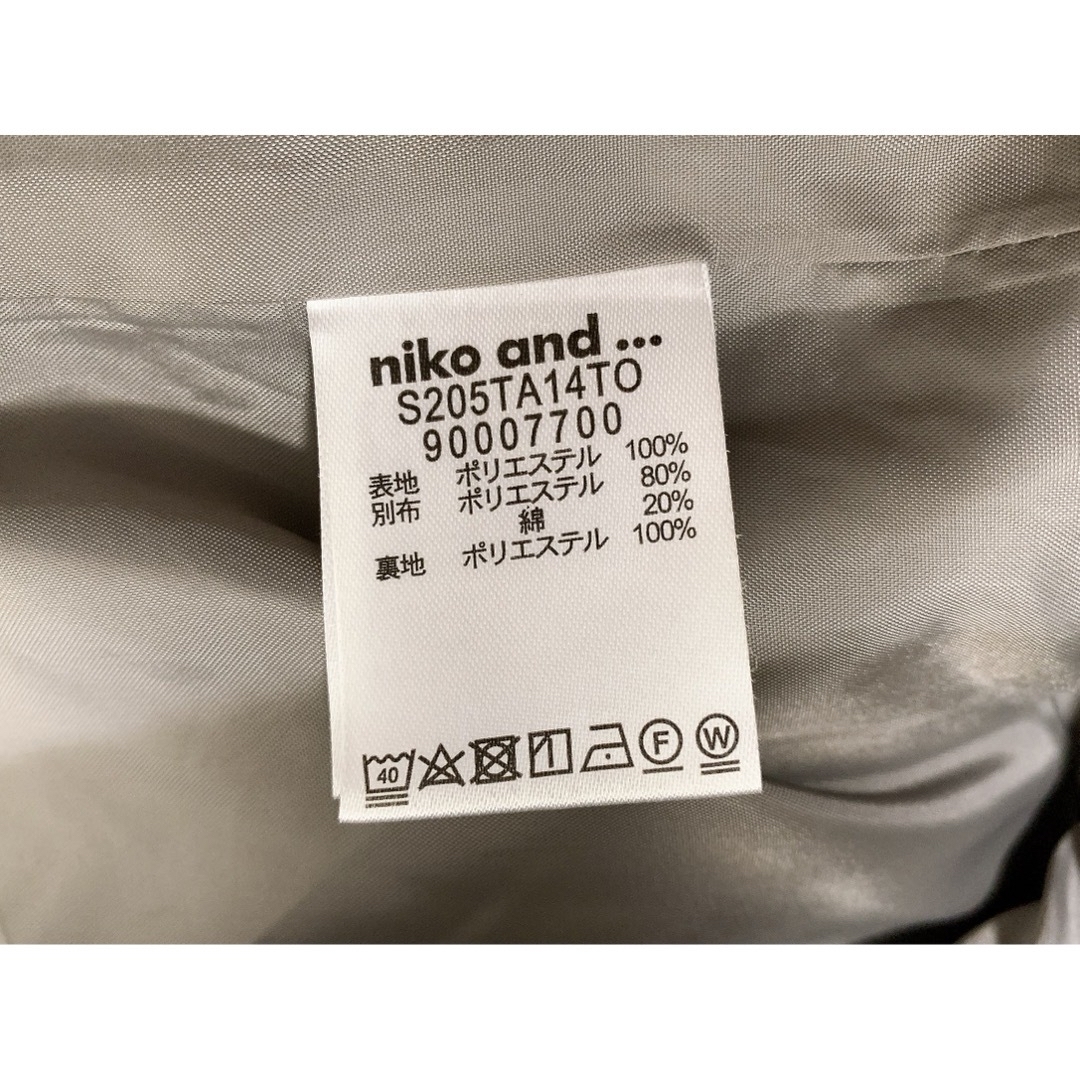 niko and ...
S205TA14TO
90007700
表地 ポリエステル 100%
別布 ポリエステル 80%
綿 20%
裏地 ポリエステル 100%
40 F W